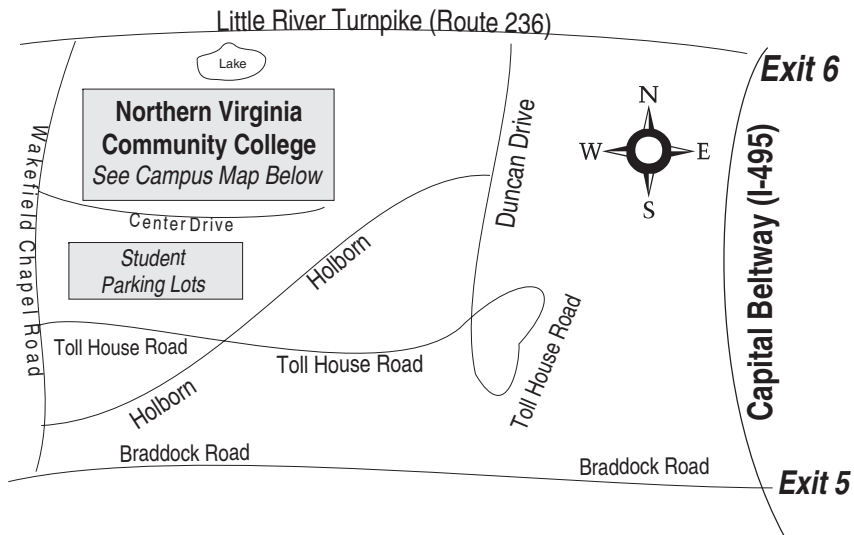 Little River Turnpike (Route 236)
Lake
Exit 6
Northern Virginia
Community College
See Campus Map Below
N
W
E
S
Wakefield Chapel Road
Duncan Drive
Capital Beltway (I-495)
Center Drive
Student
Parking Lots
Holborn
Toll House Road
Toll House Road
Toll House Road
Holborn
Braddock Road
Braddock Road
Exit 5